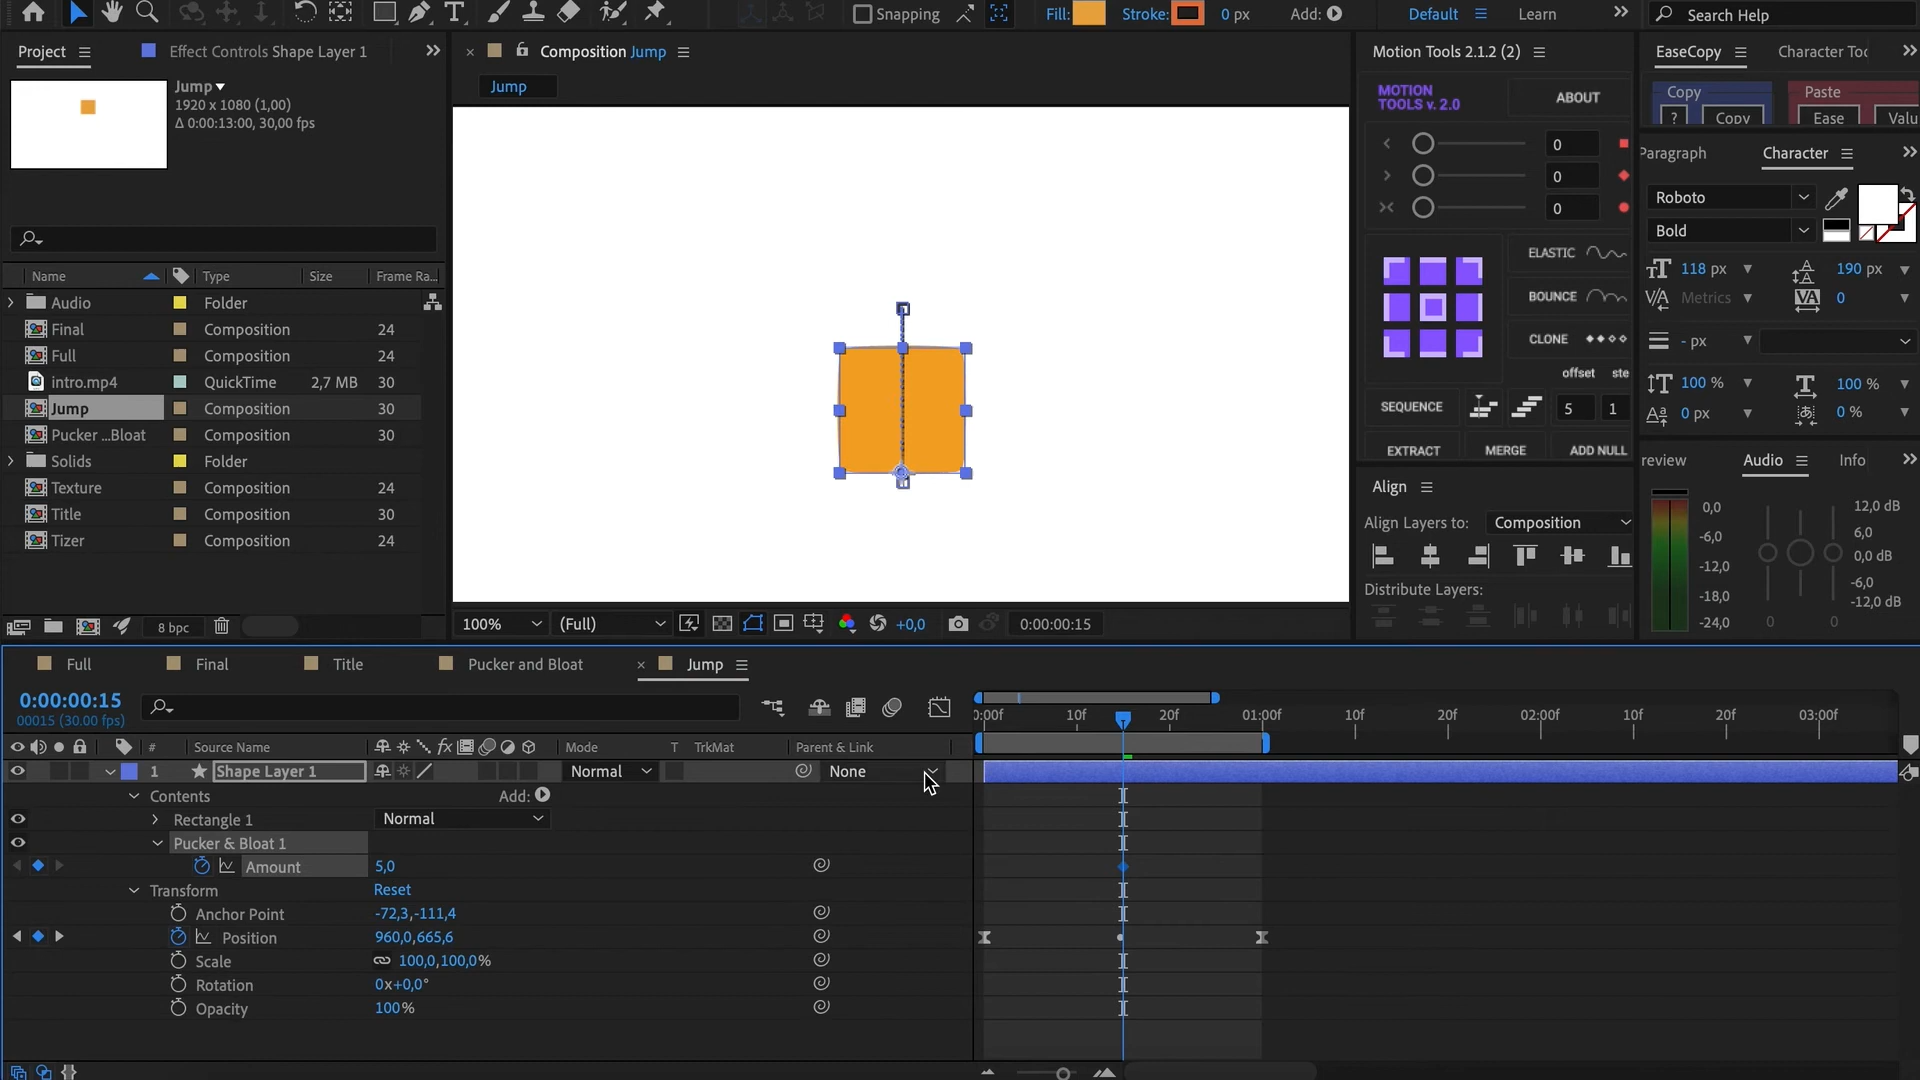 Snapping
Fill:
Stroke:
0 px
Add:
Default
Learn
Search Help
Project
Effect Controls Shape Layer 1
Composition Jump
Motion Tools 2.1.2 (2)
EaseCopy
Character Toc
Jump
1920 x 1080 (1,00)
Δ 0:00:13:00, 30,00 fps
Jump
MOTION
TOOLS v. 2.0
ABOUT
0
0
0
Copy
Paste
?
Copy
Ease
Valu
Paragraph
Character
Roboto
Bold
118 px
190 px
Metrics
0
- px
100 %
100 %
0 px
0 %
ELASTIC
BOUNCE
CLONE
offset
ste
SEQUENCE
5
1
EXTRACT
MERGE
ADD NULL
Align
Align Layers to:
Composition
Distribute Layers:
review
Audio
Info
0,0
-6,0
-12,0
-18,0
-24,0
12,0 dB
6,0
0,0 dB
-6,0
-12,0 dB
0
0
Name
Type
Size
Frame Ra...
Audio
Folder
Final
Composition
24
Full
Composition
24
intro.mp4
QuickTime
2,7 MB
30
Jump
Composition
30
Pucker ...Bloat
Composition
30
Solids
Folder
Texture
Composition
24
Title
Composition
30
Tizer
Composition
24
8 bpc
100%
(Full)
+0,0
0:00:00:15
Full
Final
Title
Pucker and Bloat
Jump
0:00:00:15
00015 (30.00 fps)
0:00f
10f
20f
01:00f
10f
20f
02:00f
10f
20f
03:00f
#
Source Name
fx
Mode
T
TrkMat
Parent & Link
1
Shape Layer 1
Normal
None
Contents
Add:
Rectangle 1
Normal
Pucker & Bloat 1
Amount
5,0
Transform
Reset
Anchor Point
-72,3,-111,4
Position
960,0,665,6
Scale
100,0,100,0%
Rotation
0x+0,0°
Opacity
100%